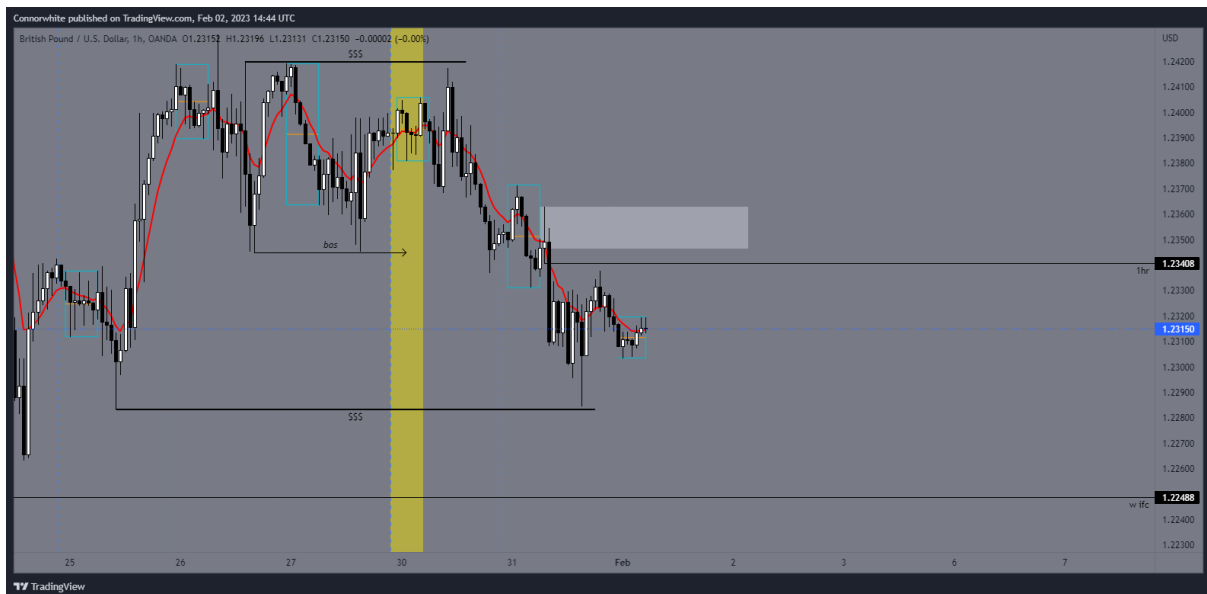 Connorwhite published on TradingView.com, Feb 02, 2023 14:44 UTC
British Pound / U.S. Dollar, 1h, OANDA O1.23152 H1.23196 L1.23131 C1.23150 −0.00002 (−0.00%)
USD
$$$
1.24200
1.24100
1.24000
1.23900
1.23800
1.23700
1.23600
1.23500
bos
1.23408
1hr
1.23300
1.23200
1.23150
1.23100
1.23000
1.22900
1.22800
$$$
1.22700
1.22600
1.22488
w ifc
1.22400
1.22300
25 26 27 30 31 Feb 2 3 6 7
TradingView